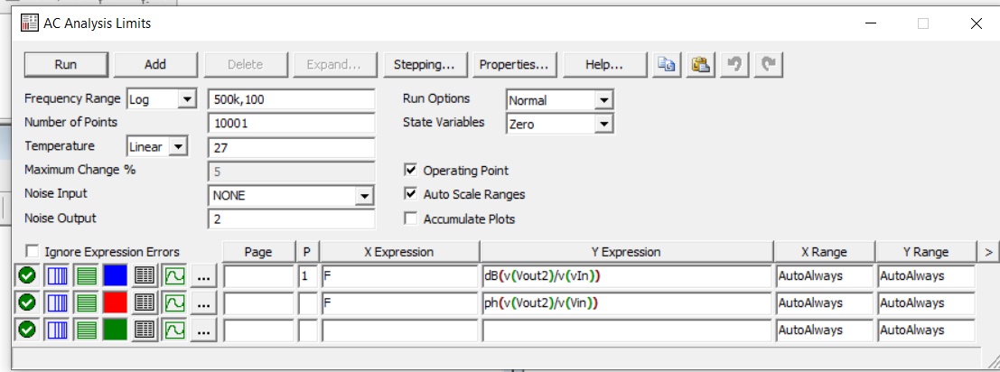 AC Analysis Limits
Run Add Delete Expand... Stepping... Properties... Help...
Frequency Range Log 500k,100 Run Options Normal
Number of Points 10001 State Variables Zero
Temperature Linear 27
Maximum Change % 5 Operating Point
Noise Input NONE Auto Scale Ranges
Noise Output 2 Accumulate Plots
Ignore Expression Errors Page P X Expression Y Expression X Range Y Range >
... 1 F dB(v(Vout2)/v(vIn)) AutoAlways AutoAlways
... F ph(v(Vout2)/v(Vin)) AutoAlways AutoAlways
... AutoAlways AutoAlways